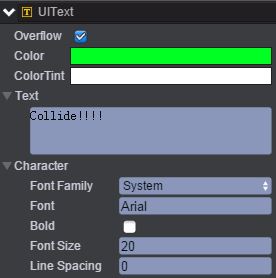 UIText
Overflow
Color
ColorTint
Text
Collide!!!!
Character
Font Family System
Font Arial
Bold
Font Size 20
Line Spacing 0